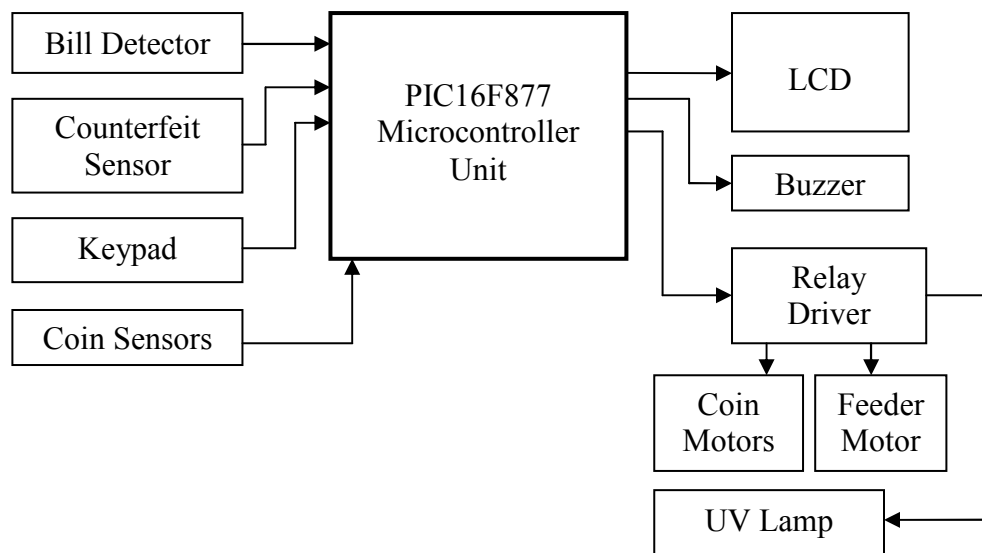 Bill Detector
Counterfeit
Sensor
Keypad
Coin Sensors
PIC16F877
Microcontroller
Unit
LCD
Buzzer
Relay
Driver
Coin
Motors
Feeder
Motor
UV Lamp